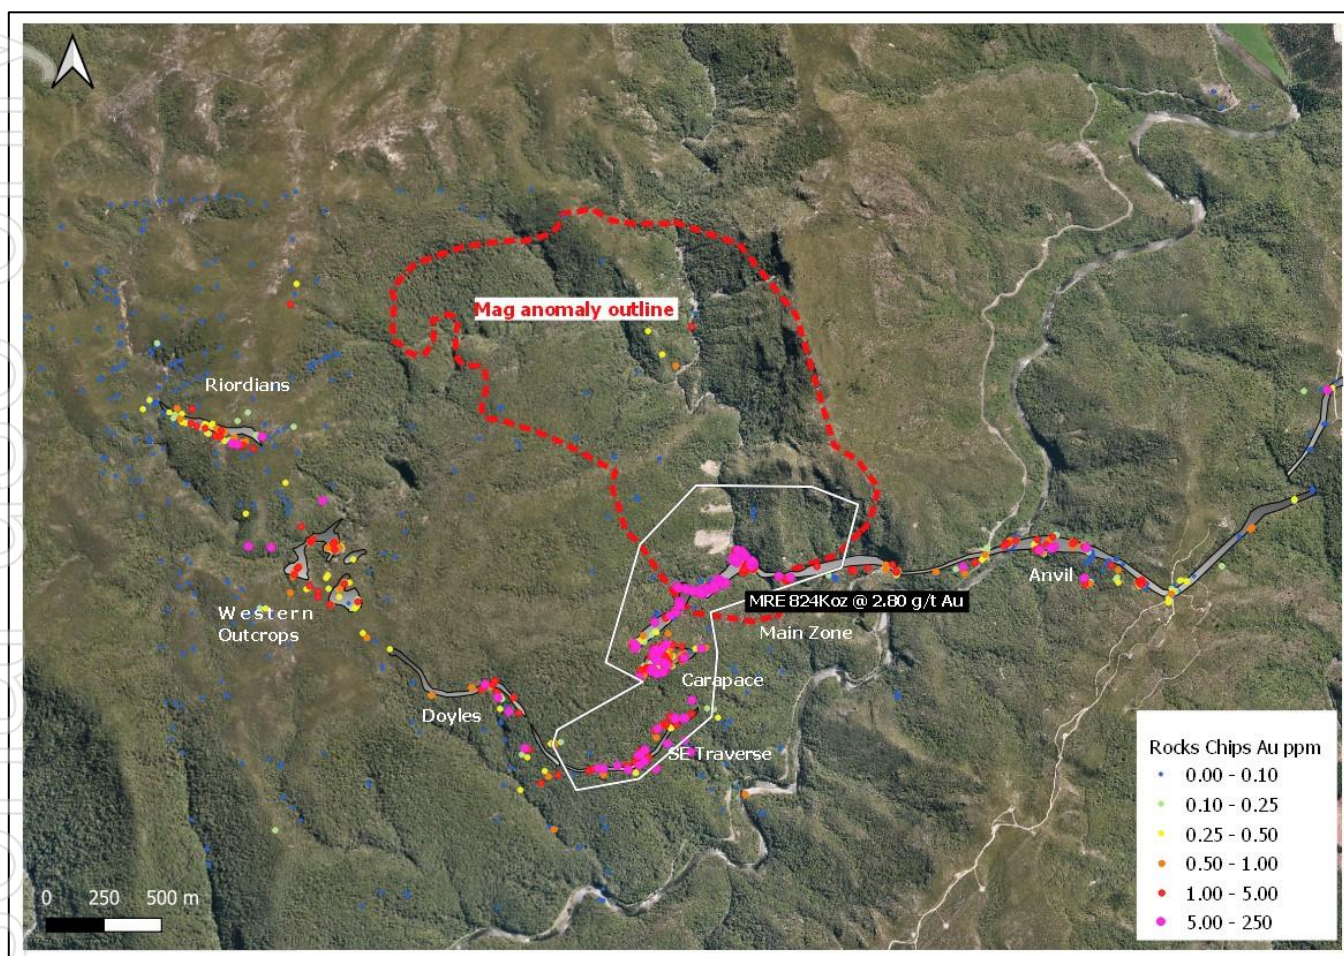 Mag anomaly outline
Riordians
Western
Outcrops
Anvil
MRE 824Koz @ 2.80 g/t Au
Main Zone
Carapace
Doyles
SE Traverse
Rocks Chips Au ppm
0.00 - 0.10
0.10 - 0.25
0.25 - 0.50
0.50 - 1.00
1.00 - 5.00
5.00 - 250
0 250 500 m